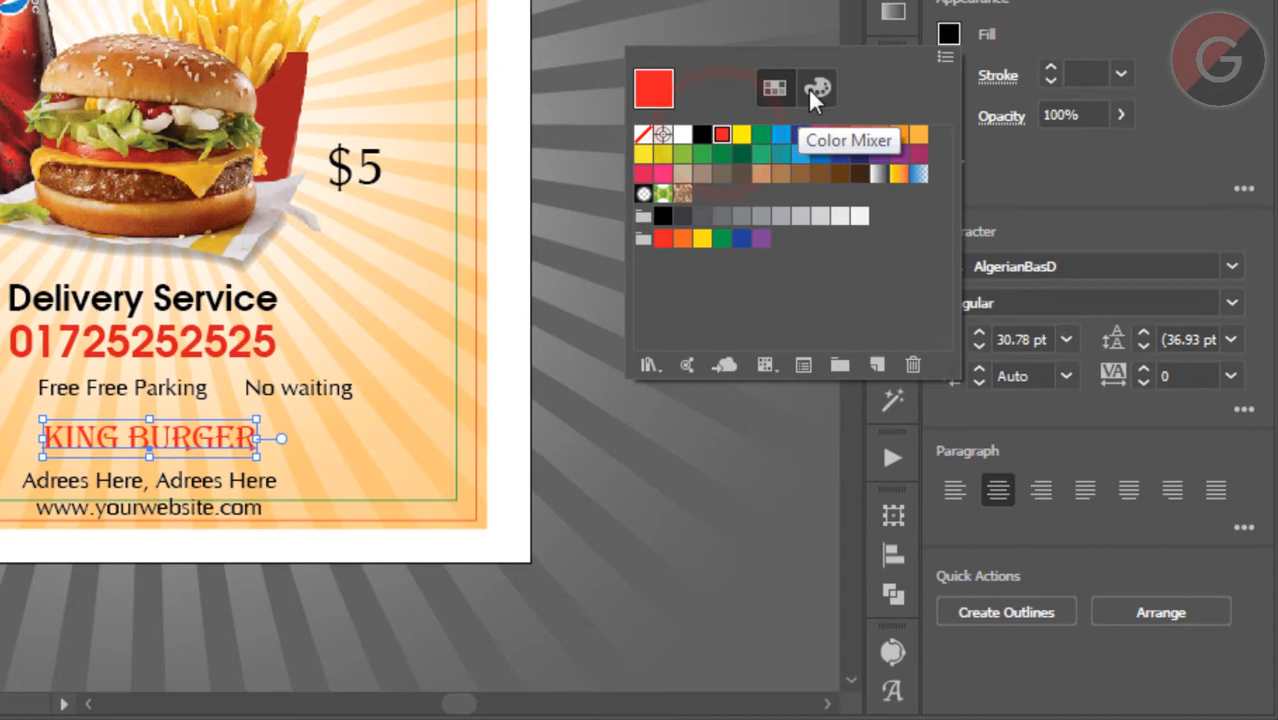 Appearance
Fill
Stroke
Opacity
100%
Color Mixer
$5
aracter
AlgerianBasD
gular
30.78 pt
(36.93 pt
Auto
VA
0
Delivery Service
01725252525
Free Free Parking No waiting
KING BURGER
Adrees Here, Adrees Here
www.yourwebsite.com
Paragraph
Quick Actions
Create Outlines
Arrange
G